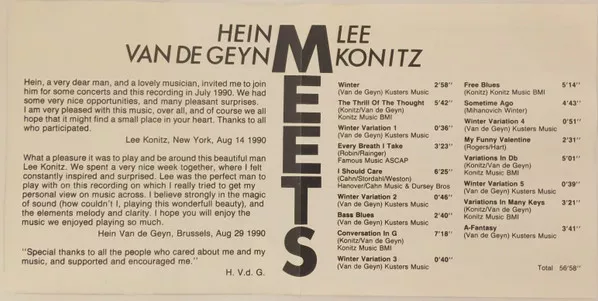 HEIN VAN DE GEYN
MEETS
LEE KONITZ
Hein, a very dear man, and a lovely musician, invited me to join
him for some concerts and this recording in July 1990. We had
some very nice opportunities, and many pleasant surprises.
I am very pleased with this music, over all, and of course we all
hope that it might find a small place in your heart. Thanks to all
who participated.
Lee Konitz, New York, Aug 14 1990
What a pleasure it was to play and be around this beautiful man
Lee Konitz. We spent a very nice week together, where I felt
constantly inspired and surprised. Lee was the perfect man to
play with on this recording on which I really tried to get my
personal view on music across. I believe strongly in the magic
of sound (how couldn't I, playing this wonderfull beauty), and
the elements melody and clarity. I hope you will enjoy the
music we enjoyed playing so much.
Hein Van de Geyn, Brussels, Aug 29 1990
"Special thanks to all the people who cared about me and my
music, and supported and encouraged me."
H. V.d. G.
Winter 2'58"
(Van de Geyn) Kusters Music
The Thrill Of The Thought 5'42"
(Konitz/Van de Geyn)
Konitz Music BMI
Winter Variation 1 0'36"
(Van de Geyn) Kusters Music
Every Breath I Take 3'23"
(Robin/Rainger)
Famous Music ASCAP
I Should Care 6'25"
(Cahn/Stordahl/Weston)
Hanover/Cahn Music & Dursey Bros
Winter Variation 2 0'46"
(Van de Geyn) Kusters Music
Bass Blues 2'40"
(Van de Geyn) Kusters Music
Conversation In G 7'18"
(Konitz/Van de Geyn)
Konitz Music BMI
Winter Variation 3 0'40"
(Van de Geyn) Kusters Music
Free Blues 5'14"
(Konitz) Konitz Music BMI
Sometime Ago 4'43"
(Mihanovich Winter)
Winter Variation 4 0'51"
(Van de Geyn) Kusters Music
My Funny Valentine 2'31"
(Rogers/Hart)
Variations In Db 5'01"
(Konitz/Van de Geyn)
Konitz Music BMI
Winter Variation 5 0'39"
(Van de Geyn) Kusters Music
Variations In Many Keys 3'21"
(Konitz/Van de Geyn)
Konitz Music BMI
A-Fantasy 3'41"
(Van de Geyn) Kusters Music
Total 56'58"